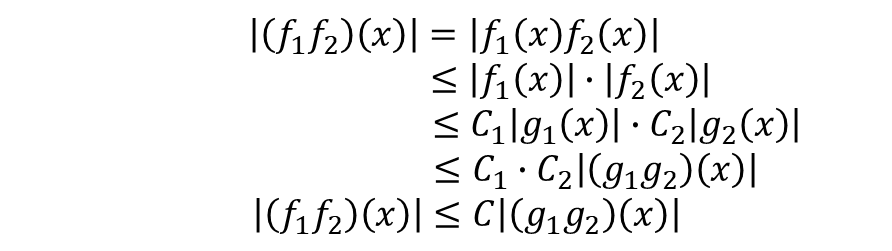 |(f₁f₂)(x)| = |f₁(x)f₂(x)|
≤ |f₁(x)| · |f₂(x)|
≤ C₁|g₁(x)| · C₂|g₂(x)|
≤ C₁ · C₂|(g₁g₂)(x)|
|(f₁f₂)(x)| ≤ C|(g₁g₂)(x)|